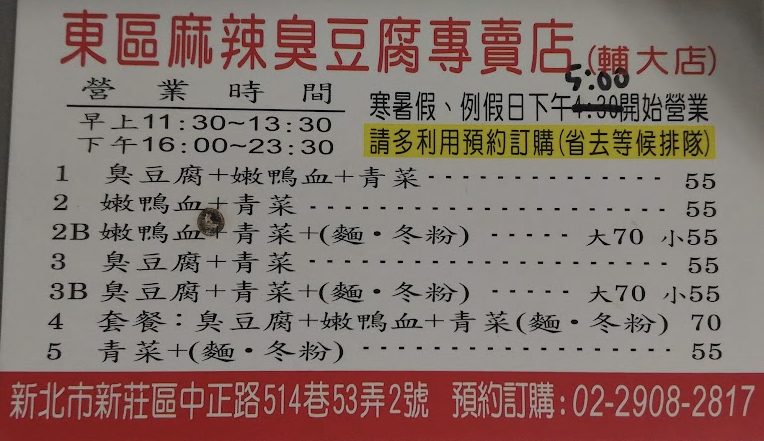 東區麻辣臭豆腐專賣店(輔大店)
營業時間
早上11:30~13:30
下午16:00~23:30
5:00
寒暑假、例假日下午4:30開始營業
請多利用預約訂購(省去等候排隊)
1 臭豆腐+嫩鴨血+青菜 55
2 嫩鴨血+青菜 55
2B 嫩鴨血+青菜+(麵·冬粉) 大70 小55
3 臭豆腐+青菜 55
3B 臭豆腐+青菜+(麵·冬粉) 大70 小55
4 套餐:臭豆腐+嫩鴨血+青菜(麵·冬粉) 70
5 青菜+(麵·冬粉) 55
新北市新莊區中正路514巷53弄2號 預約訂購:02-2908-2817